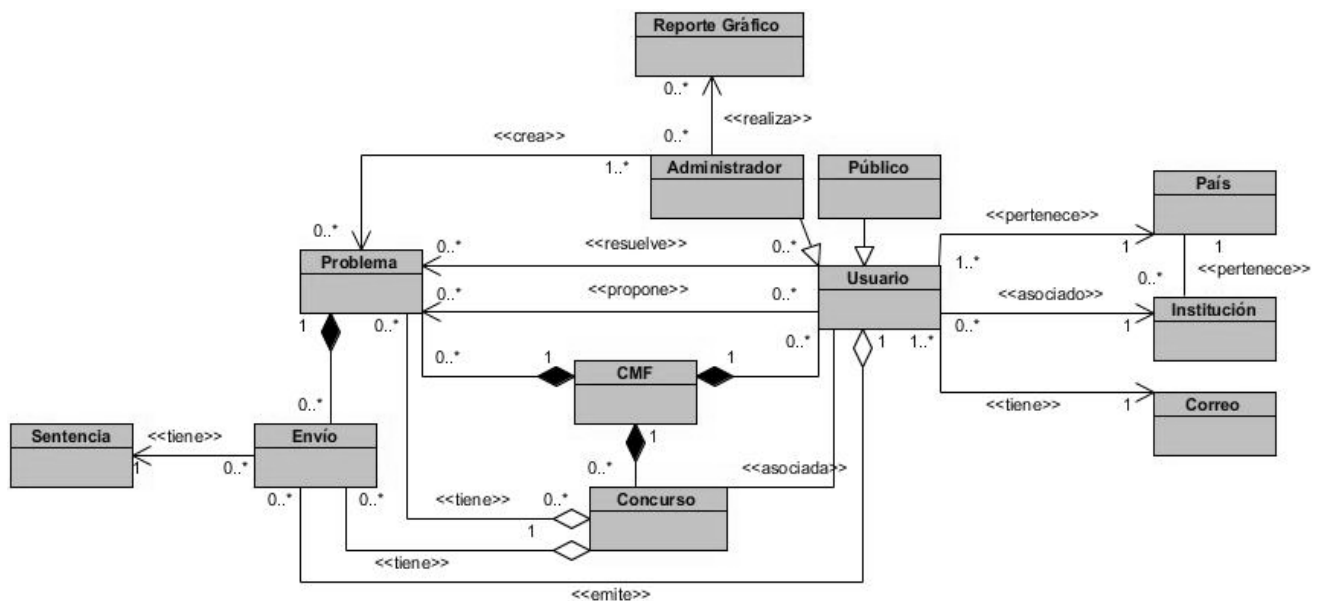 Reporte Gráfico
0..*
<<realiza>>
<<crea>>
0..*
1..*
Administrador
Público
País
<<pertenece>>
0..*
0..*
<<resuelve>>
0..*
1..*
1
1
Problema
Usuario
<<pertenece>>
0..*
<<propone>>
0..*
<<asociado>>
0..*
Institución
1
0..*
0..*
1
1
0..*
1..*
0..*
1
CMF
1
0..*
<<tiene>>
1
Correo
0..*
Sentencia
<<tiene>>
Envío
1
1
0..*
0..*
<<asociada>>
0..*
0..*
<<tiene>>
0..*
Concurso
1
<<tiene>>
<<emite>>